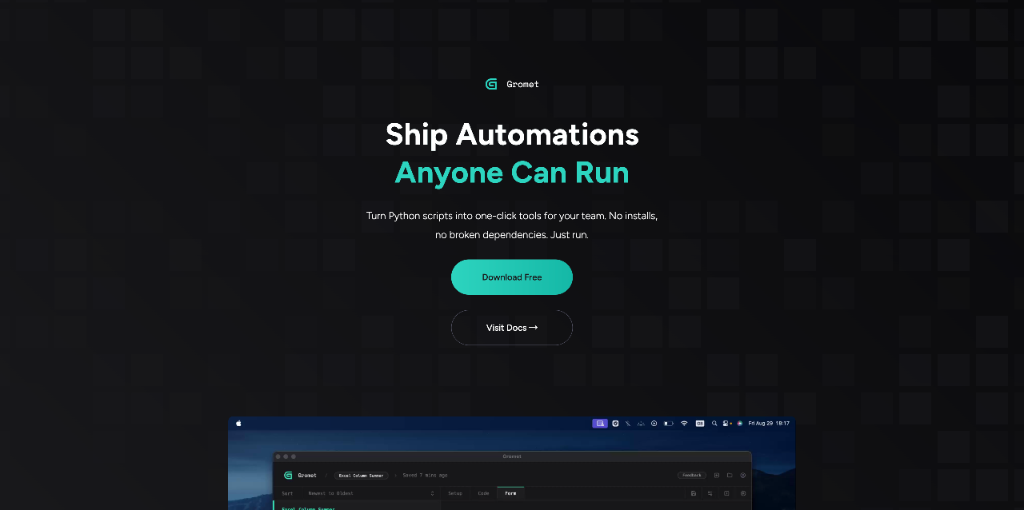 Gromet
Ship Automations
Anyone Can Run
Turn Python scripts into one-click tools for your team. No installs,
no broken dependencies. Just run.
Download Free
Visit Docs →
Fri Aug 29 18:17
Gromet
Gromet Excel Column Summer Saved 7 mins ago Feedback
Sort Newest to Oldest Setup Code Form
Excel Column Summer